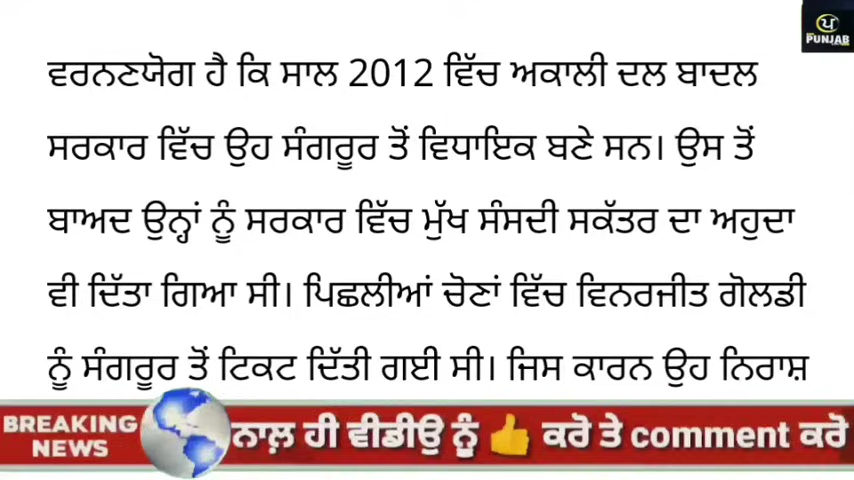 ਪ
PUNJAB
ਵਰਨਣਯੋਗ ਹੈ ਕਿ ਸਾਲ 2012 ਵਿੱਚ ਅਕਾਲੀ ਦਲ ਬਾਦਲ
ਸਰਕਾਰ ਵਿੱਚ ਉਹ ਸੰਗਰੂਰ ਤੋਂ ਵਿਧਾਇਕ ਬਣੇ ਸਨ। ਉਸ ਤੋਂ
ਬਾਅਦ ਉਨ੍ਹਾਂ ਨੂੰ ਸਰਕਾਰ ਵਿੱਚ ਮੁੱਖ ਸੰਸਦੀ ਸਕੱਤਰ ਦਾ ਅਹੁਦਾ
ਵੀ ਦਿੱਤਾ ਗਿਆ ਸੀ। ਪਿਛਲੀਆਂ ਚੋਣਾਂ ਵਿੱਚ ਵਿਨਰਜੀਤ ਗੋਲਡੀ
ਨੂੰ ਸੰਗਰੂਰ ਤੋਂ ਟਿਕਟ ਦਿੱਤੀ ਗਈ ਸੀ। ਜਿਸ ਕਾਰਨ ਉਹ ਨਿਰਾਸ਼
BREAKING
NEWS
ਨਾਲ਼ ਹੀ ਵੀਡੀਉ ਨੂੰ 👍 ਕਰੋ ਤੇ comment ਕਰੋ